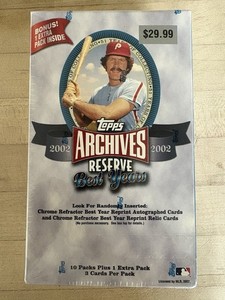 BONUS!
1 EXTRA
PACK INSIDE
$29.99
Topps
2002 ARCHIVES 2002
RESERVE
Best Years
Look For Randomly Inserted:
Chrome Refractor Best Year Reprint Autographed Cards
and Chrome Refractor Best Year Reprint Relic Cards
10 Packs Plus 1 Extra Pack
3 Cards Per Pack